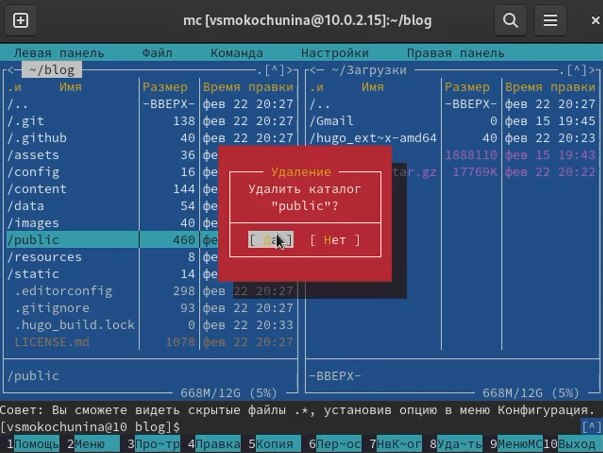 mc [vsmokochunina@10.0.2.15]:~/blog
Левая панель Файл Команда Настройки Правая панель
<— ~/blog .[^]> <— ~/Загрузки .[^]>
.и Имя Размер Время правки .и Имя Размер Время правки
/.. -ВВЕРХ- фев 22 20:27 /.. -ВВЕРХ- фев 22 20:27
/.git 138 фев 22 20:27 /Gmail 0 фев 15 19:45
/.github 40 фев 22 20:27 /hugo_ext~x-amd64 40 фев 22 20:23
/assets 36 фе 1888110 фев 15 19:43
/config 16 фе tar.gz 17769K фев 22 20:22
/content 144 фе
/data 54 фе
/images 40 фе
/public 460 фе
/resources 8 фе
/static 14 фе
.editorconfig 298 фев 22 20:27
.gitignore 93 фев 22 20:27
.hugo_build.lock 0 фев 22 20:33
LICENSE.md 1078 фев 22 20:27
Удаление
Удалить каталог
"public"?
[ Да ] [ Нет ]
/public -ВВЕРХ-
668M/12G (5%) 668M/12G (5%)
Совет: Вы сможете видеть скрытые файлы .*, установив опцию в меню Конфигурация.
[vsmokochunina@10 blog]$ [^]
1Помощь 2Меню 3Про~тр 4Правка 5Копия 6Пер~ос 7НвК~ог 8Уда~ть 9МенюMC 10Выход